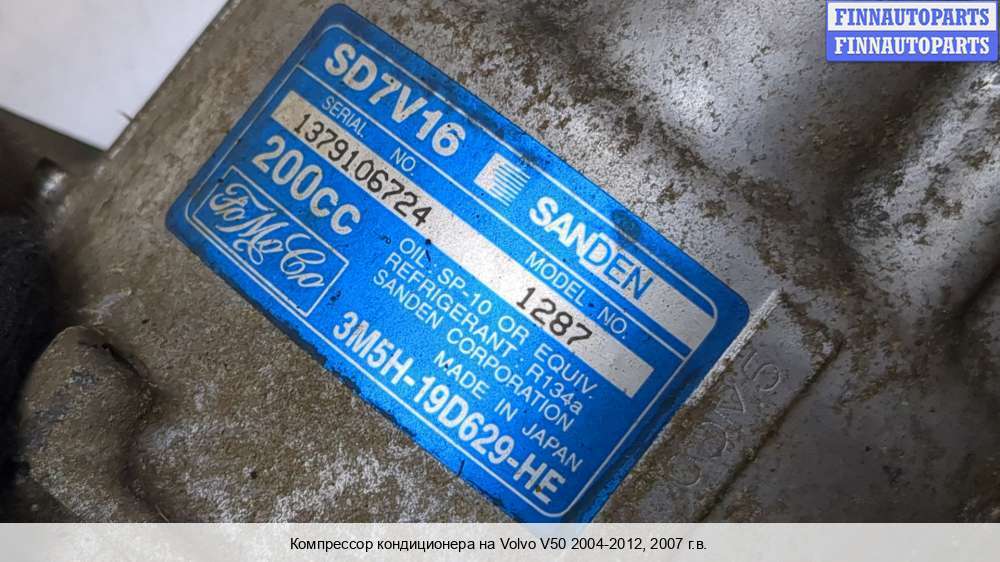 FINNAUTOPARTS
FINNAUTOPARTS
SD7V16
SANDEN
SERIAL NO.
MODEL NO.
1379106724
1287
200CC
OIL: SP-10 OR EQUIV.
REFRIGERANT: R134a
SANDEN CORPORATION
MADE IN JAPAN
FoMoCo
3M5H-19D629-HE
Компрессор кондиционера на Volvo V50 2004-2012, 2007 г.в.